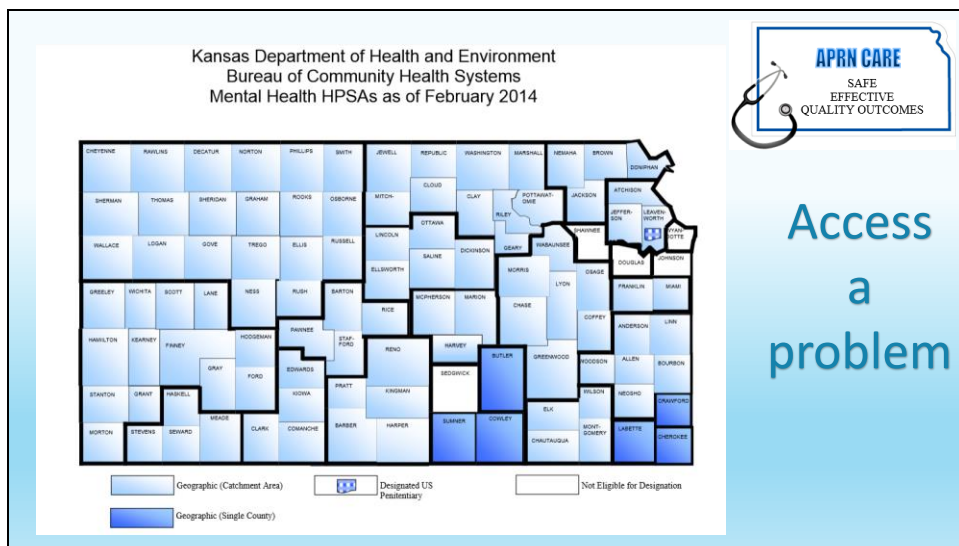 Kansas Department of Health and Environment
Bureau of Community Health Systems
Mental Health HPSAs as of February 2014
APRN CARE
SAFE
EFFECTIVE
QUALITY OUTCOMES
Access
a
problem
CHEYENNE RAWLINS DECATUR NORTON PHILLIPS SMITH JEWELL REPUBLIC WASHINGTON MARSHALL NEMAHA BROWN
DONIPHAN
CLOUD
ATCHISON
SHERMAN THOMAS SHERIDAN GRAHAM ROOKS OSBORNE MITCH- CLAY POTTAWAT-
OMIE JACKSON
RILEY
JEFFER-
SON
LEAVEN-
WORTH
OTTAWA
WYAN-
DOTTE
SHAWNEE
WALLACE LOGAN GOVE TREGO ELLIS RUSSELL LINCOLN
SALINE DICKINSON GEARY WABAUNSEE
DOUGLAS JOHNSON
ELLSWORTH MORRIS OSAGE
LYON
FRANKLIN MIAMI
GREELEY WICHITA SCOTT LANE NESS RUSH BARTON
RICE MCPHERSON MARION CHASE
COFFEY ANDERSON LINN
PAWNEE
HAMILTON KEARNEY FINNEY HODGEMAN
STAF-
FORD
RENO HARVEY
GRAY FORD EDWARDS
SEDGWICK BUTLER GREENWOOD WOODSON ALLEN BOURBON
STANTON GRANT HASKELL KIOWA PRATT KINGMAN
ELK WILSON NEOSHO CRAWFORD
MORTON STEVENS SEWARD MEADE CLARK COMANCHE BARBER HARPER SUMNER COWLEY
CHAUTAUQUA
MONT-
GOMERY
LABETTE CHEROKEE
Geographic (Catchment Area)
Designated US
Penitentiary
Not Eligible for Designation
Geographic (Single County)